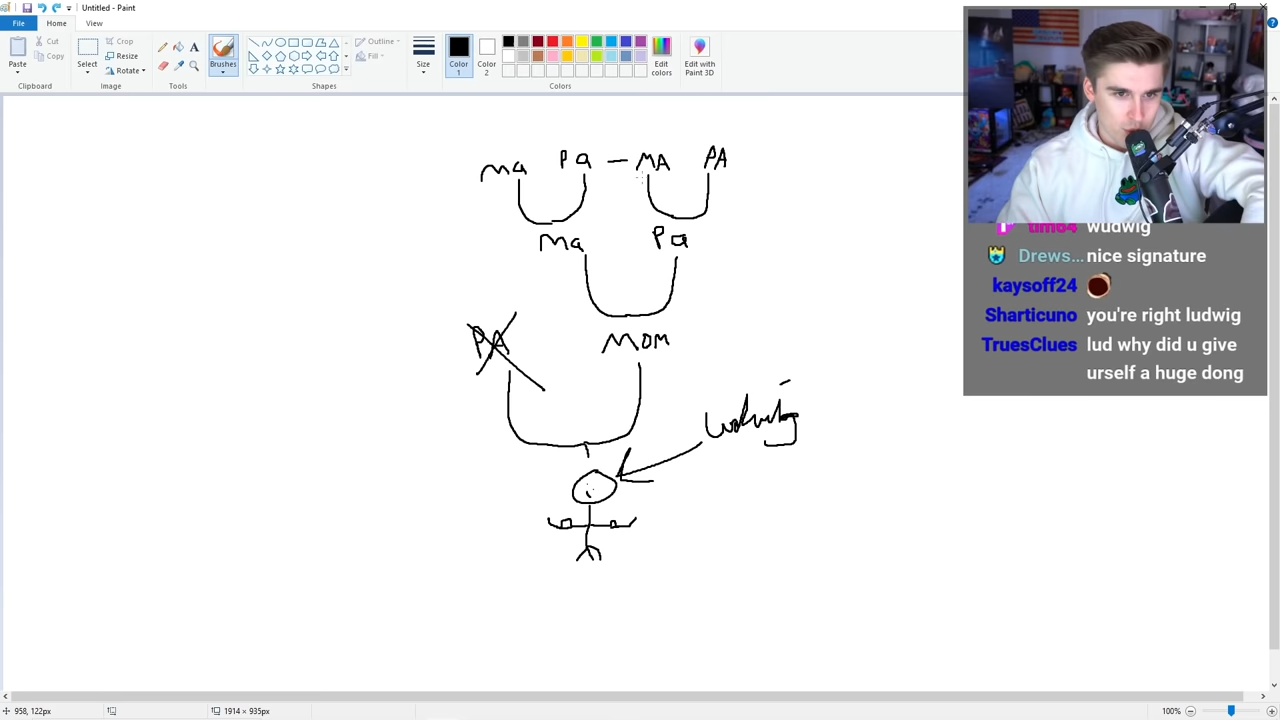 Untitled - Paint
File Home View
Paste
Cut
Copy
Clipboard
Select
Crop
Resize
Rotate
Image
A
Tools
Brushes
Shapes
Outline
Fill
Size
Color 1
Color 2
Edit colors
Colors
Edit with Paint 3D
ma Pa - MA PA
Ma Pa
PA MOM
Ludwig
tim64 wudwig
Drews... nice signature
kaysoff24
Sharticuno you're right ludwig
TruesClues lud why did u give
urself a huge dong
958, 122px
1914 × 935px
100%